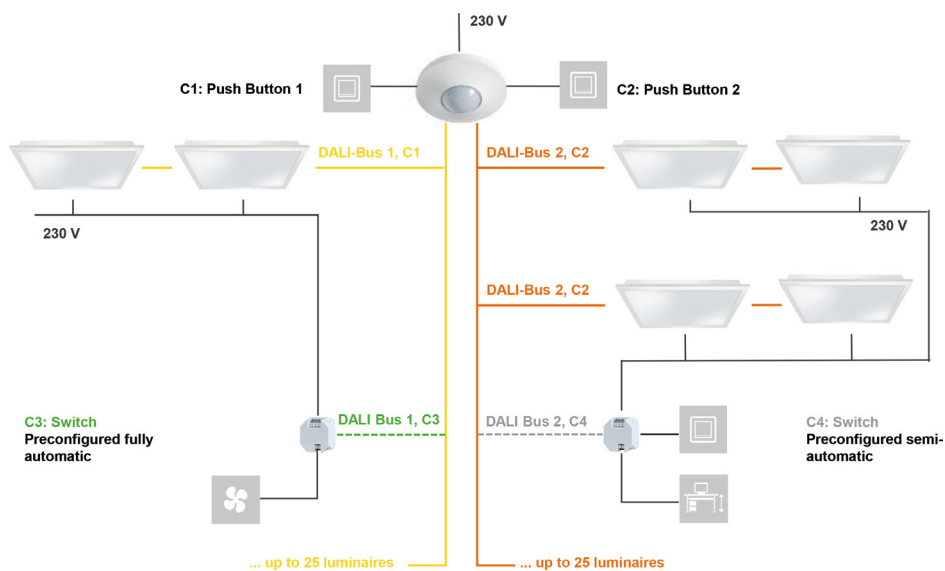 230 V
C1: Push Button 1
C2: Push Button 2
DALI-Bus 1, C1
DALI-Bus 2, C2
230 V
230 V
DALI-Bus 2, C2
C3: Switch
Preconfigured fully
automatic
DALI Bus 1, C3
DALI Bus 2, C4
C4: Switch
Preconfigured semi-
automatic
... up to 25 luminaires
... up to 25 luminaires